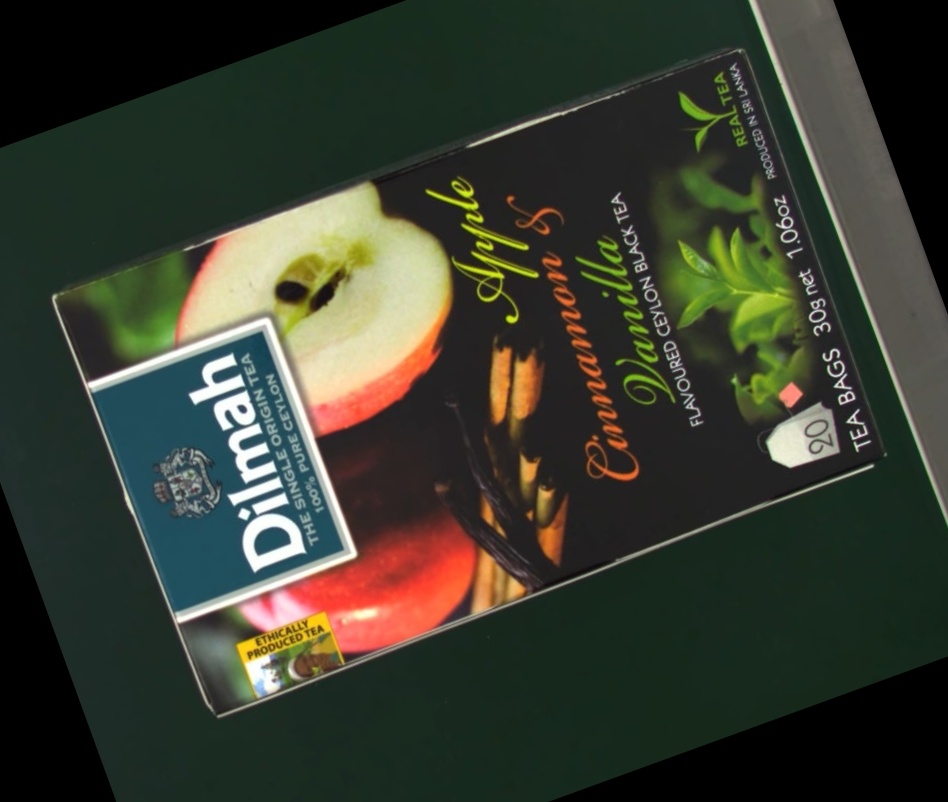 ETHICALLY
PRODUCED TEA
Dilmah
THE SINGLE ORIGIN TEA
100% PURE CEYLON
Apple
Cinnamon &
Vanilla
FLAVOURED CEYLON BLACK TEA
20
TEA BAGS 30g net 1.06oz
REAL TEA
PRODUCED IN SRI LANKA